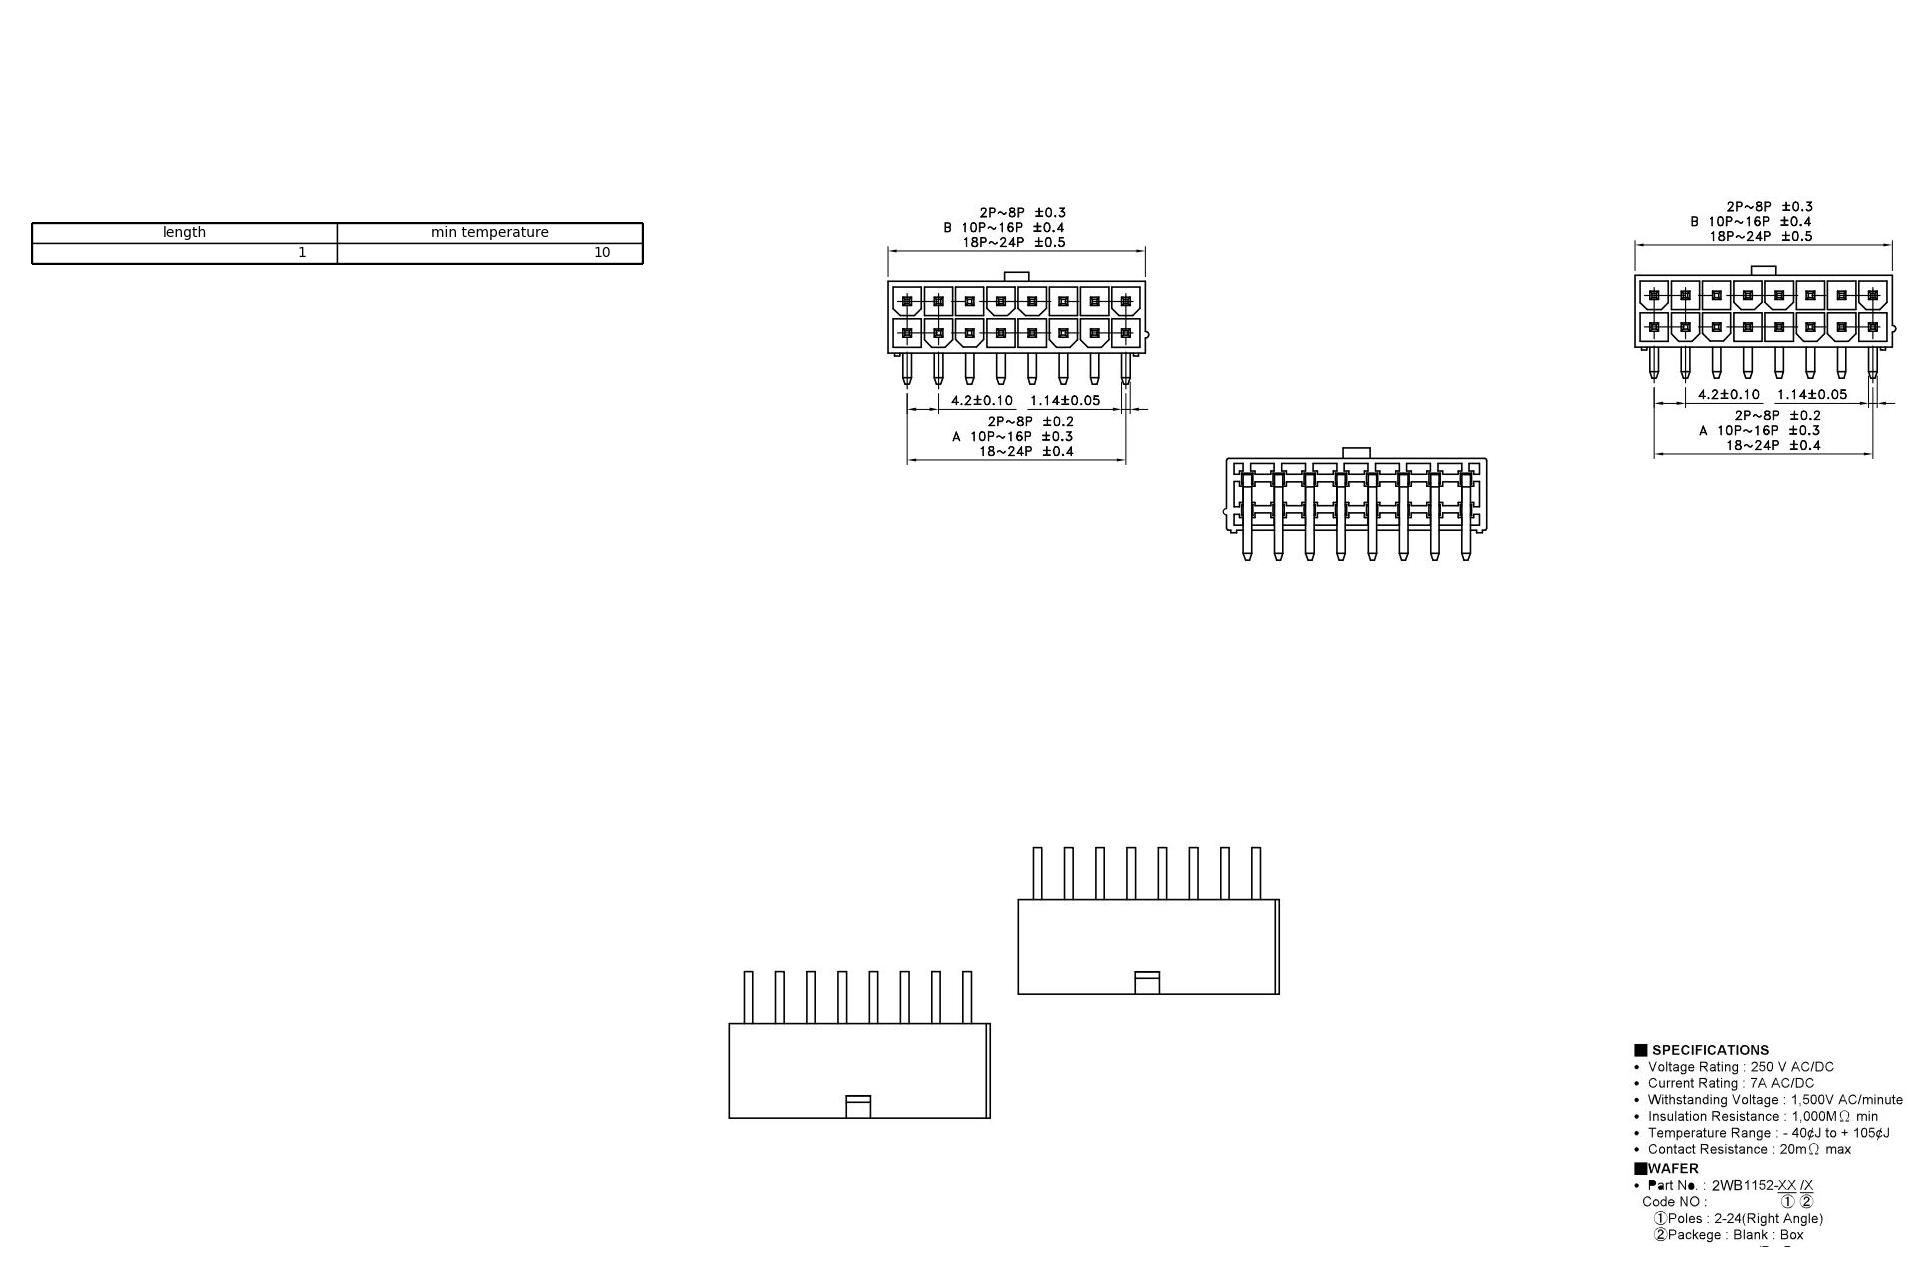 length min temperature
1 10
2P~8P ±0.3
B 10P~16P ±0.4
18P~24P ±0.5
4.2±0.10 1.14±0.05
2P~8P ±0.2
A 10P~16P ±0.3
18~24P ±0.4
2P~8P ±0.3
B 10P~16P ±0.4
18P~24P ±0.5
4.2±0.10 1.14±0.05
2P~8P ±0.2
A 10P~16P ±0.3
18~24P ±0.4
■ SPECIFICATIONS
• Voltage Rating : 250 V AC/DC
• Current Rating : 7A AC/DC
• Withstanding Voltage : 1,500V AC/minute
• Insulation Resistance : 1,000MΩ min
• Temperature Range : - 40¢J to + 105¢J
• Contact Resistance : 20mΩ max
■WAFER
• Part No. : 2WB1152-XX /X
Code NO : ① ②
①Poles : 2-24(Right Angle)
②Packege : Blank : Box